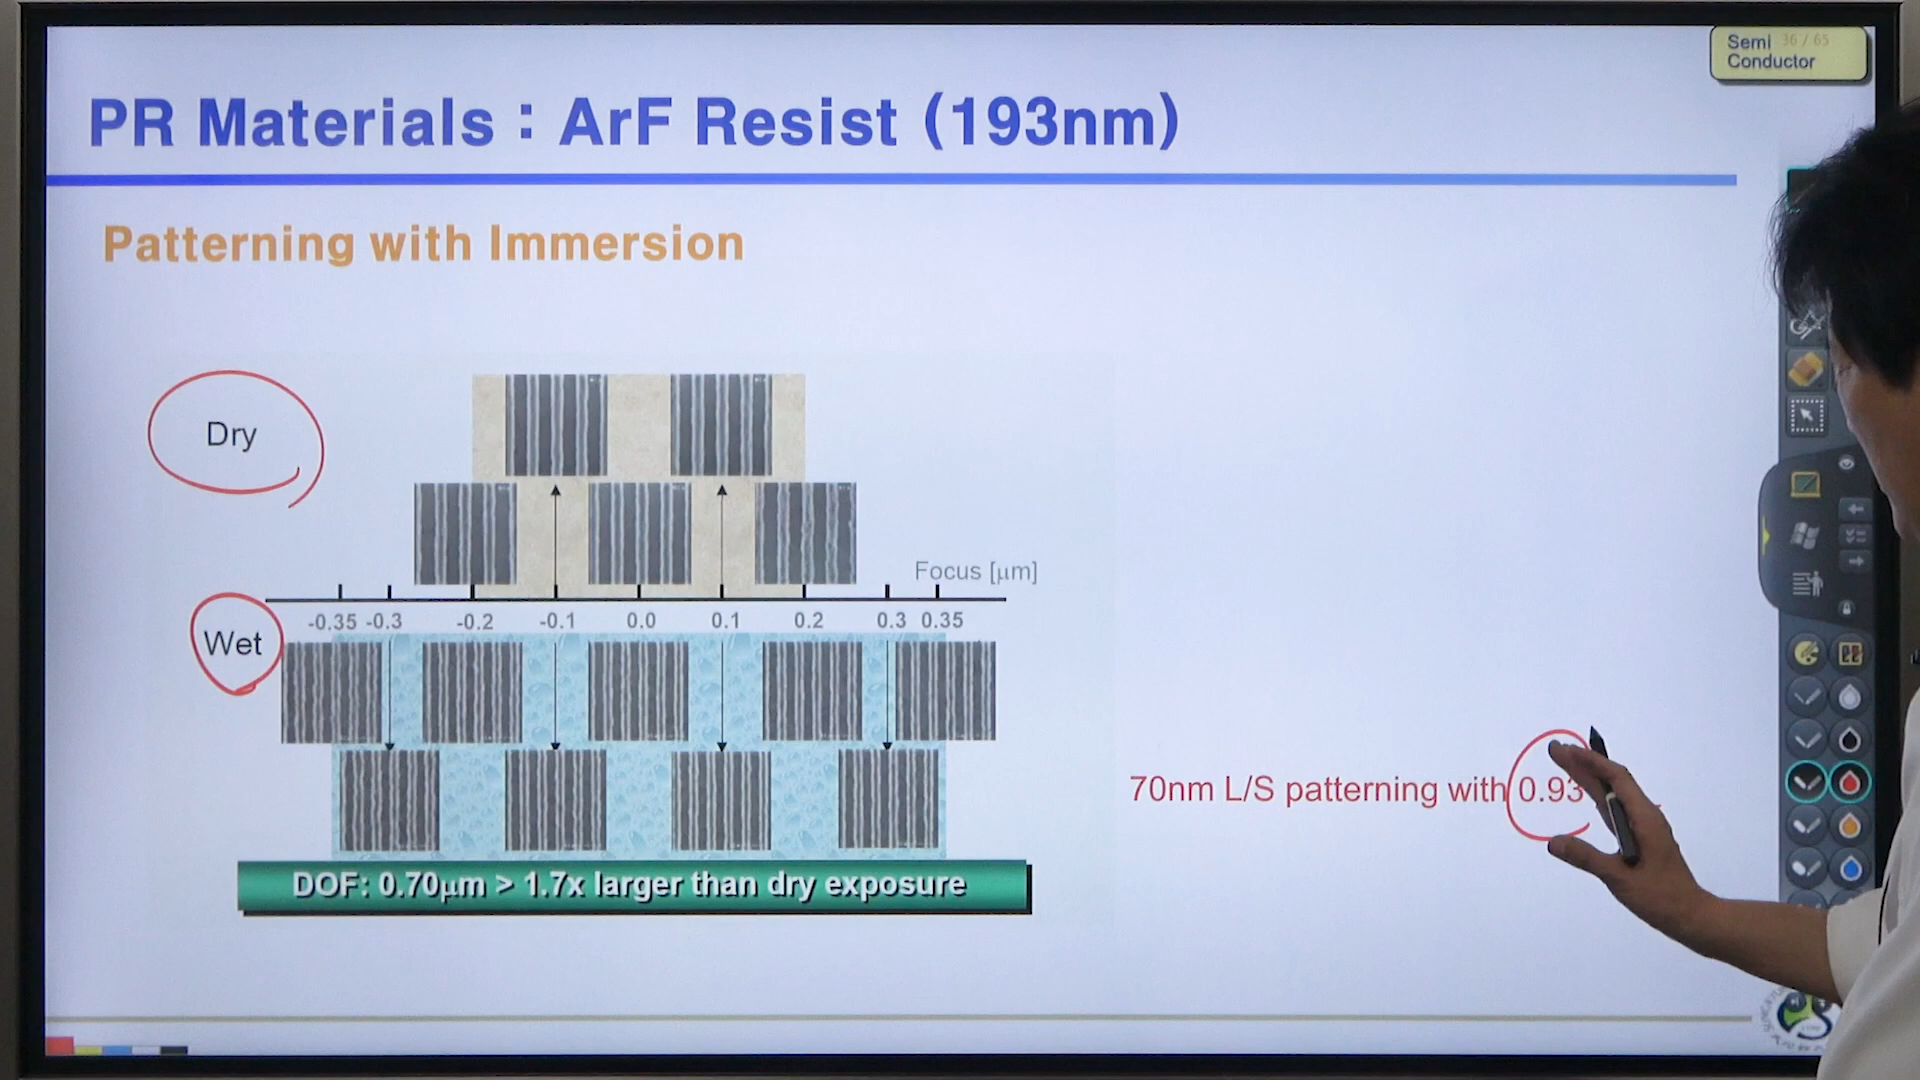 Semi 36 / 65
Conductor
PR Materials : ArF Resist (193nm)
Patterning with Immersion
Dry
Focus [μm]
-0.35 -0.3 -0.2 -0.1 0.0 0.1 0.2 0.3 0.35
Wet
70nm L/S patterning with 0.93
DOF: 0.70μm > 1.7x larger than dry exposure